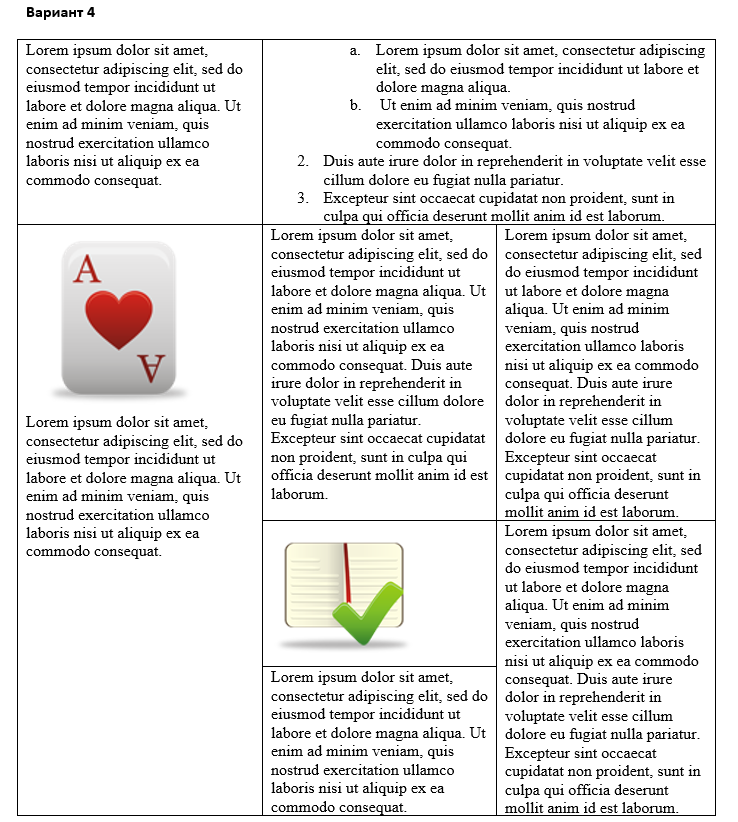 Вариант 4
Lorem ipsum dolor sit amet,
consectetur adipiscing elit, sed do
eiusmod tempor incididunt ut
labore et dolore magna aliqua. Ut
enim ad minim veniam, quis
nostrud exercitation ullamco
laboris nisi ut aliquip ex ea
commodo consequat.
a. Lorem ipsum dolor sit amet, consectetur adipiscing
elit, sed do eiusmod tempor incididunt ut labore et
dolore magna aliqua.
b. Ut enim ad minim veniam, quis nostrud
exercitation ullamco laboris nisi ut aliquip ex ea
commodo consequat.
2. Duis aute irure dolor in reprehenderit in voluptate velit esse
cillum dolore eu fugiat nulla pariatur.
3. Excepteur sint occaecat cupidatat non proident, sunt in
culpa qui officia deserunt mollit anim id est laborum.
A
A
Lorem ipsum dolor sit amet,
consectetur adipiscing elit, sed do
eiusmod tempor incididunt ut
labore et dolore magna aliqua. Ut
enim ad minim veniam, quis
nostrud exercitation ullamco
laboris nisi ut aliquip ex ea
commodo consequat.
Lorem ipsum dolor sit amet,
consectetur adipiscing elit, sed do
eiusmod tempor incididunt ut
labore et dolore magna aliqua. Ut
enim ad minim veniam, quis
nostrud exercitation ullamco
laboris nisi ut aliquip ex ea
commodo consequat. Duis aute
irure dolor in reprehenderit in
voluptate velit esse cillum dolore
eu fugiat nulla pariatur.
Excepteur sint occaecat cupidatat
non proident, sunt in culpa qui
officia deserunt mollit anim id est
laborum.
Lorem ipsum dolor sit amet,
consectetur adipiscing elit, sed
do eiusmod tempor incididunt
ut labore et dolore magna
aliqua. Ut enim ad minim
veniam, quis nostrud
exercitation ullamco laboris
nisi ut aliquip ex ea commodo
consequat. Duis aute irure
dolor in reprehenderit in
voluptate velit esse cillum
dolore eu fugiat nulla pariatur.
Excepteur sint occaecat
cupidatat non proident, sunt in
culpa qui officia deserunt
mollit anim id est laborum.
Lorem ipsum dolor sit amet,
consectetur adipiscing elit, sed do
eiusmod tempor incididunt ut
labore et dolore magna aliqua. Ut
enim ad minim veniam, quis
nostrud exercitation ullamco
laboris nisi ut aliquip ex ea
commodo consequat.
Lorem ipsum dolor sit amet,
consectetur adipiscing elit, sed
do eiusmod tempor incididunt
ut labore et dolore magna
aliqua. Ut enim ad minim
veniam, quis nostrud
exercitation ullamco laboris
nisi ut aliquip ex ea commodo
consequat. Duis aute irure
dolor in reprehenderit in
voluptate velit esse cillum
dolore eu fugiat nulla pariatur.
Excepteur sint occaecat
cupidatat non proident, sunt in
culpa qui officia deserunt
mollit anim id est laborum.